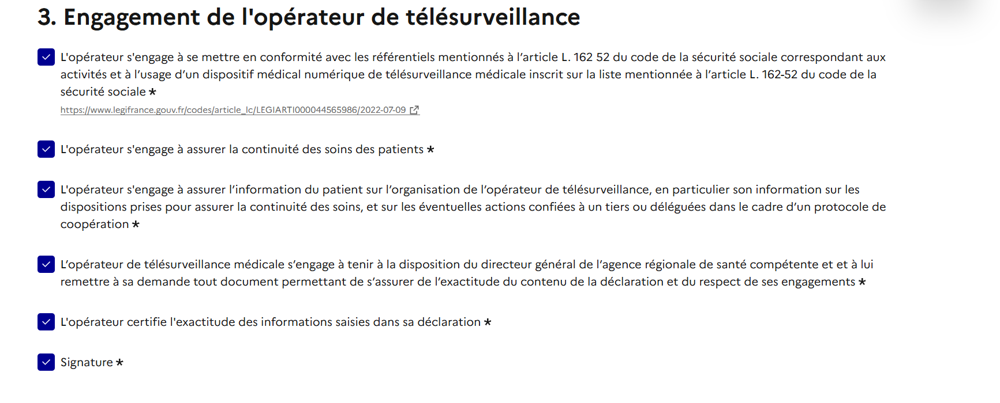 3. Engagement de l'opérateur de télésurveillance
L'opérateur s'engage à se mettre en conformité avec les référentiels mentionnés à l’article L. 162 52 du code de la sécurité sociale correspondant aux
activités et à l’usage d’un dispositif médical numérique de télésurveillance médicale inscrit sur la liste mentionnée à l’article L. 162-52 du code de la
sécurité sociale *
https://www.legifrance.gouv.fr/codes/article_lc/LEGIARTI000044565986/2022-07-09
L'opérateur s'engage à assurer la continuité des soins des patients *
L'opérateur s'engage à assurer l’information du patient sur l’organisation de l’opérateur de télésurveillance, en particulier son information sur les
dispositions prises pour assurer la continuité des soins, et sur les éventuelles actions confiées à un tiers ou déléguées dans le cadre d’un protocole de
coopération *
L’opérateur de télésurveillance médicale s’engage à tenir à la disposition du directeur général de l’agence régionale de santé compétente et et à lui
remettre à sa demande tout document permettant de s’assurer de l’exactitude du contenu de la déclaration et du respect de ses engagements *
L'opérateur certifie l'exactitude des informations saisies dans sa déclaration *
Signature *